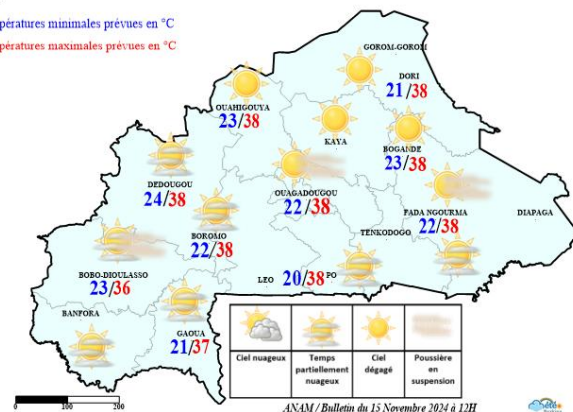 pératures minimales prévues en °C
pératures maximales prévues en °C
GOROM-GOROM
DORI
21/38
OUAHIGOUYA
23/38
KAYA
BOGANDE
23/38
DEDOUGOU
24/38
OUAGADOUGOU
22/38
FADA NGOURMA
22/38
DIAPAGA
BOROMO
22/38
TENKODOGO
BOBO-DIOULASSO
23/36
LEO
20/38 PO
BANFORA
GAOUA
21/37
Ciel nuageux
Temps partiellement nuageux
Ciel dégagé
Poussière en suspension
0 100 200
ANAM / Bulletin du 15 Novembre 2024 à 12H